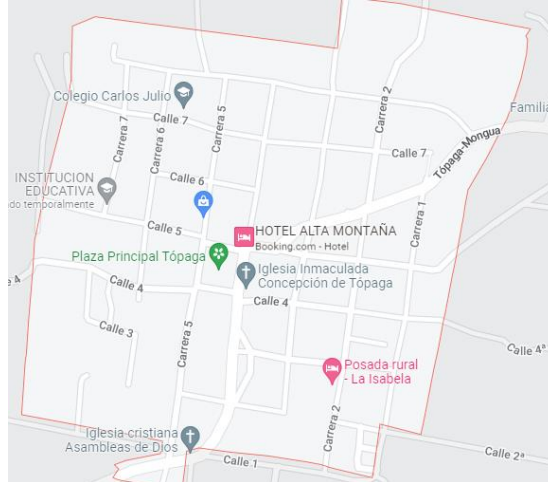 Colegio Carlos Julio
Calle 7
Carrera 7
Carrera 6
Carrera 5
Carrera 2
Familia
Tópaga-Mongua
Calle 7
INSTITUCION
EDUCATIVA
ndo temporalmente
Calle 6
Carrera 1
Calle 5
HOTEL ALTA MONTAÑA
Booking.com - Hotel
Plaza Principal Tópaga
Iglesia Inmaculada
Concepción de Tópaga
4
Calle 4
Calle 4
Calle 3
Carrera 5
Calle 4ª
Posada rural
- La Isabela
Carrera 2
Iglesia cristiana
Asambleas de Dios
Calle 1
Calle 2ª